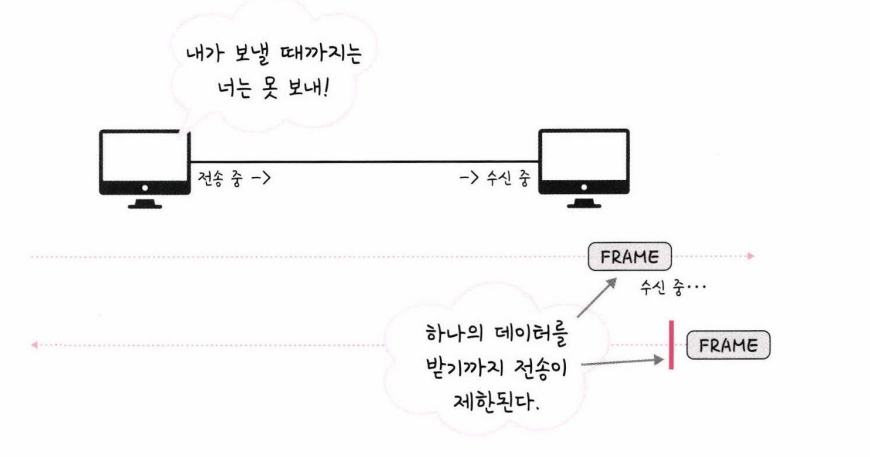 내가 보낼 때까지는
너는 못 보내!
전송 중 ->
-> 수신 중
FRAME
수신 중···
하나의 데이터를
받기까지 전송이
제한된다.
FRAME